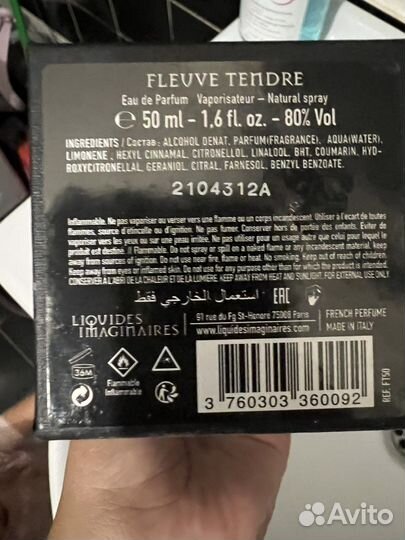 FLEUVE TENDRE
Eau de Parfum Vaporisateur – Natural spray
℮ 50 ml - 1.6 fl. oz. - 80% Vol
INGREDIENTS / Состав: ALCOHOL DENAT, PARFUM(FRAGRANCE), AQUA(WATER),
LIMONENE, HEXYL CINNAMAL, CITRONELLOL, LINALOOL, BHT, COUMARIN, HYD-
ROXYCITRONELLAL, GERANIOL, CITRAL, FARNESOL, BENZYL BENZOATE.
2104312A
Inflammable. Ne pas vaporiser ou verser vers une flamme ou un corps incandescent. Utiliser à l'écart de toutes
flammes, source d'étincelle ou d'ignition. Ne pas fumer. Conserver hors de portée des enfants. Eviter de
vaporiser vers les yeux ou sur une peau irritée. Ne pas utiliser pour un autre usage que celui auquel le
produit est destiné // Flammable. Do not spray or spill on a naked flame or any incandescent material, keep
away from sources of ignition. Do not use near fire, flame or heat. No smoking. Keep out of reach of children.
Keep away from eyes or inflamed skin. Do not use for any purpose other than for which this product is intended.
CONSERVER A L'ABRI DE LA CHALEUR ET DE LA LUMIERE. KEEP AWAY FROM HEAT AND SUNLIGHT. FOR EXTERNAL USE ONLY
الاستعمال الخارجي فقط EAC
LIQUIDES
IMAGINAIRES
91 rue du Fg St-Honoré 75008 Paris
www.liquidesimaginaires.com
FRENCH PERFUME
MADE IN ITALY
36M
Flammable
Inflammable
3 760303 360092
REF. FT50
Avito